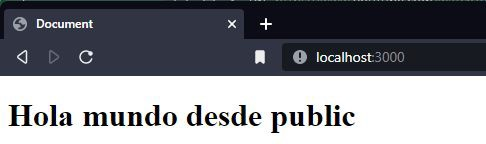 Document
localhost:3000
Hola mundo desde public